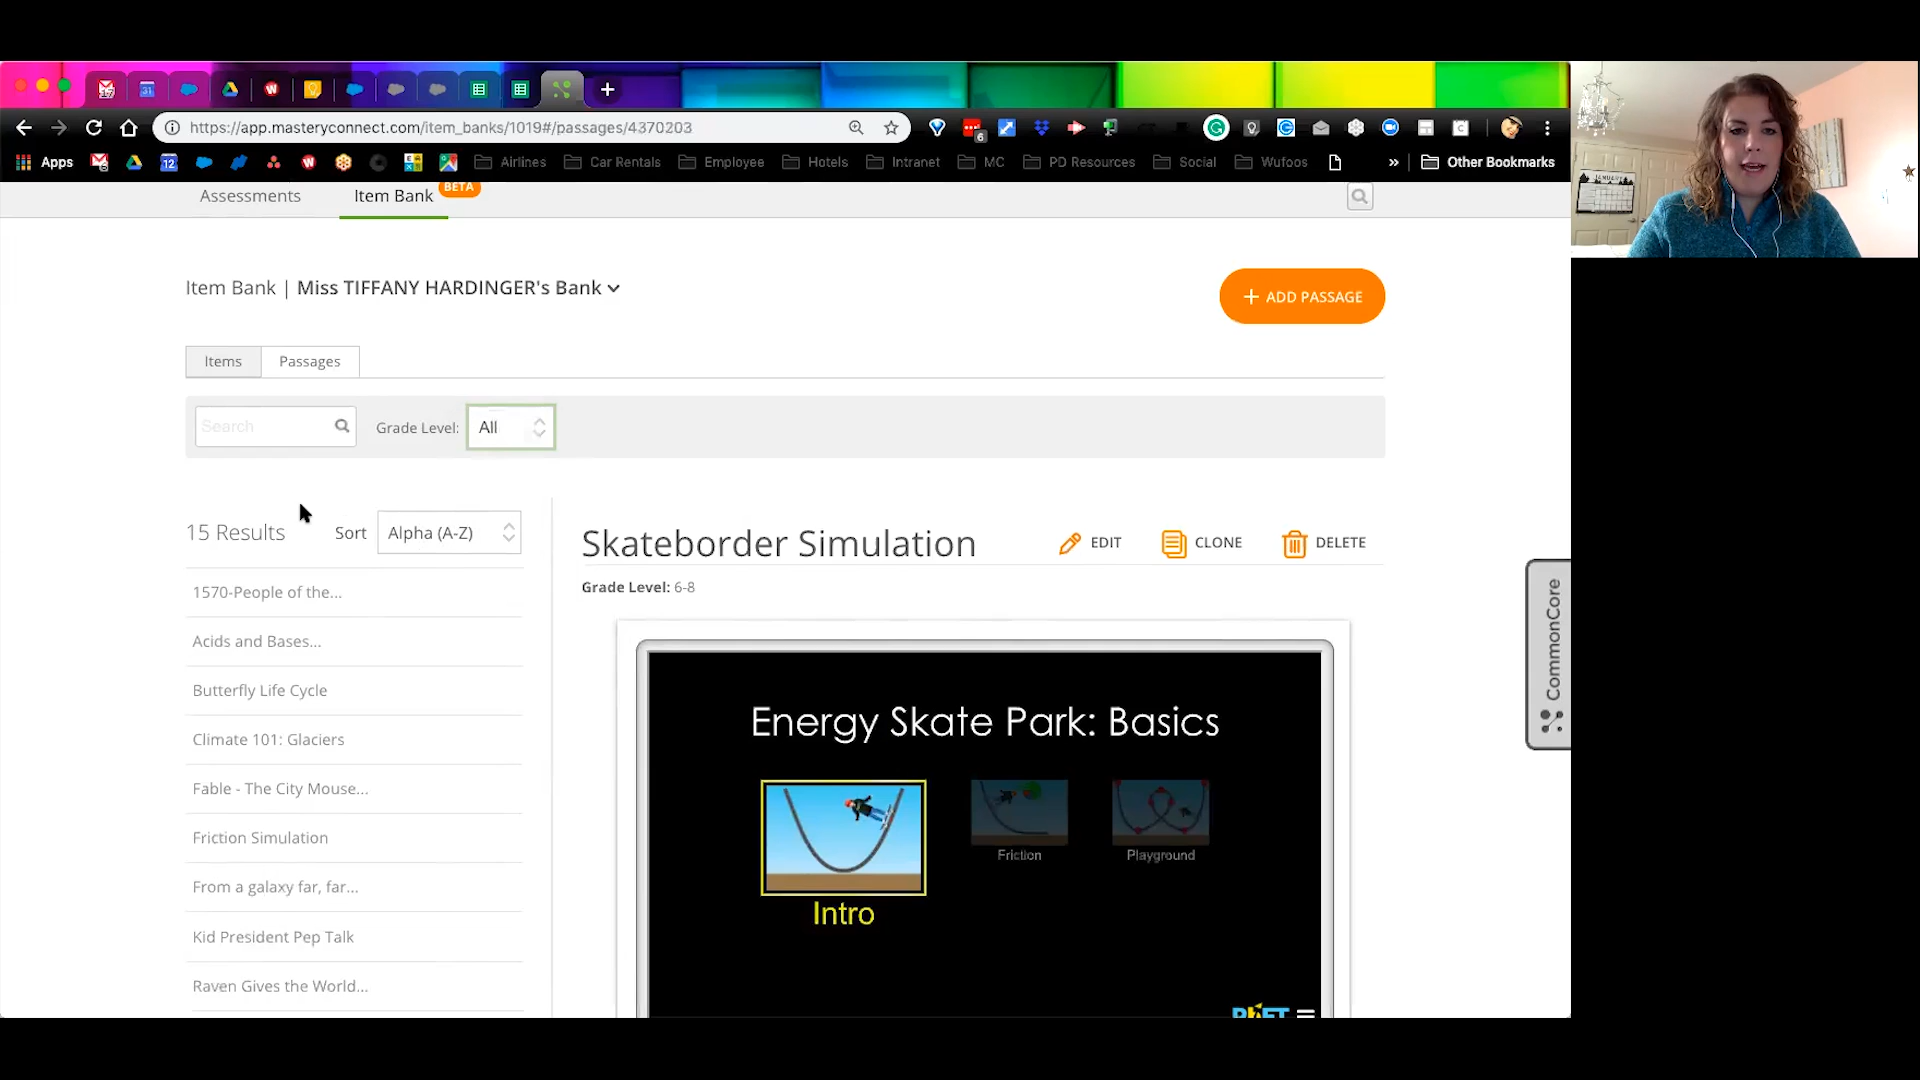 https://app.masteryconnect.com/item_banks/1019#/passages/4370203
6
Apps
12
Airlines
Car Rentals
Employee
Hotels
Intranet
MC
PD Resources
Social
Wufoos
»
Other Bookmarks
Assessments
Item Bank
BETA
Item Bank | Miss TIFFANY HARDINGER's Bank
+ ADD PASSAGE
Items
Passages
Search
Grade Level:
All
15 Results
Sort
Alpha (A-Z)
1570-People of the...
Acids and Bases...
Butterfly Life Cycle
Climate 101: Glaciers
Fable - The City Mouse...
Friction Simulation
From a galaxy far, far...
Kid President Pep Talk
Raven Gives the World...
Skateborder Simulation
EDIT
CLONE
DELETE
Grade Level: 6-8
Energy Skate Park: Basics
Intro
Friction
Playground
CommonCore
JANUARY